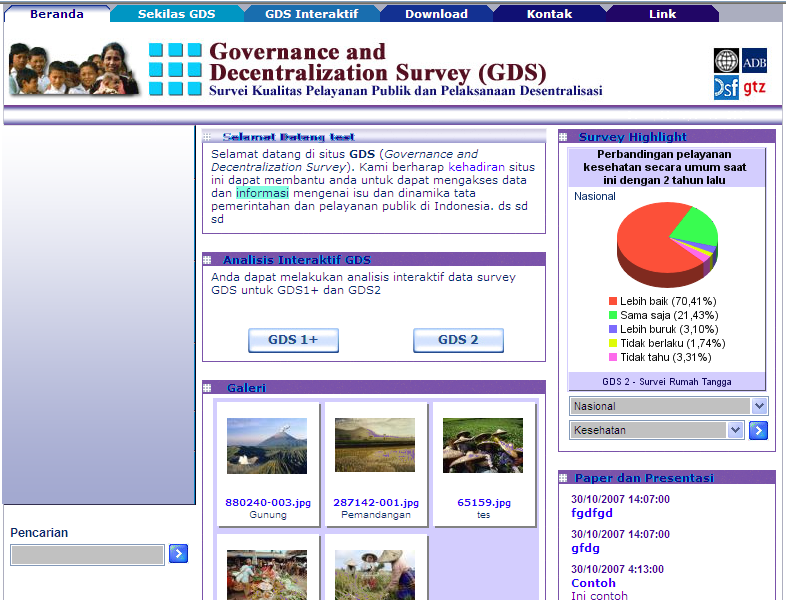 Beranda
Sekilas GDS
GDS Interaktif
Download
Kontak
Link
Governance and
Decentralization Survey (GDS)
Survei Kualitas Pelayanan Publik dan Pelaksanaan Desentralisasi
ADB
Dsf gtz
Selamat Datang test
Selamat datang di situs GDS (Governance and
Decentralization Survey). Kami berharap kehadiran situs
ini dapat membantu anda untuk dapat mengakses data
dan informasi mengenai isu dan dinamika tata
pemerintahan dan pelayanan publik di Indonesia. ds sd
sd
Analisis Interaktif GDS
Anda dapat melakukan analisis interaktif data survey
GDS untuk GDS1+ dan GDS2
GDS 1+
GDS 2
Galeri
880240-003.jpg
Gunung
287142-001.jpg
Pemandangan
65159.jpg
tes
Survey Highlight
Perbandingan pelayanan
kesehatan secara umum saat
ini dengan 2 tahun lalu
Nasional
Lebih baik (70,41%)
Sama saja (21,43%)
Lebih buruk (3,10%)
Tidak berlaku (1,74%)
Tidak tahu (3,31%)
GDS 2 - Survei Rumah Tangga
Nasional
Kesehatan
Paper dan Presentasi
30/10/2007 14:07:00
fgdfgd
30/10/2007 14:07:00
gfdg
30/10/2007 4:13:00
Contoh
Ini contoh
Pencarian